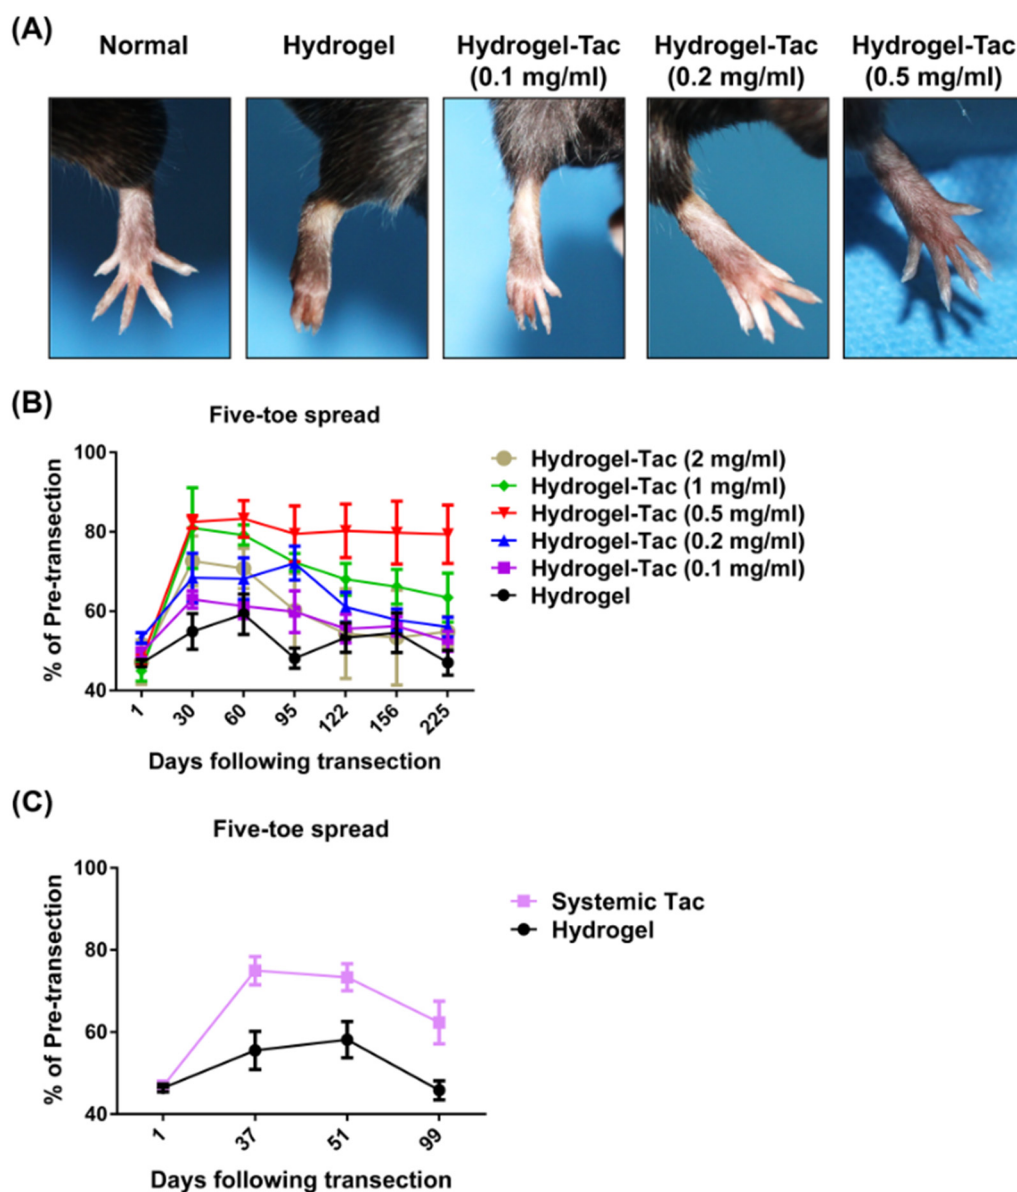 (A)
Normal
Hydrogel
Hydrogel-Tac
(0.1 mg/ml)
Hydrogel-Tac
(0.2 mg/ml)
Hydrogel-Tac
(0.5 mg/ml)
(B)
Five-toe spread
% of Pre-transection
100
80
60
40
1
30
60
95
122
156
225
Days following transection
Hydrogel-Tac (2 mg/ml)
Hydrogel-Tac (1 mg/ml)
Hydrogel-Tac (0.5 mg/ml)
Hydrogel-Tac (0.2 mg/ml)
Hydrogel-Tac (0.1 mg/ml)
Hydrogel
(C)
Five-toe spread
% of Pre-transection
100
80
60
40
1
37
51
99
Days following transection
Systemic Tac
Hydrogel